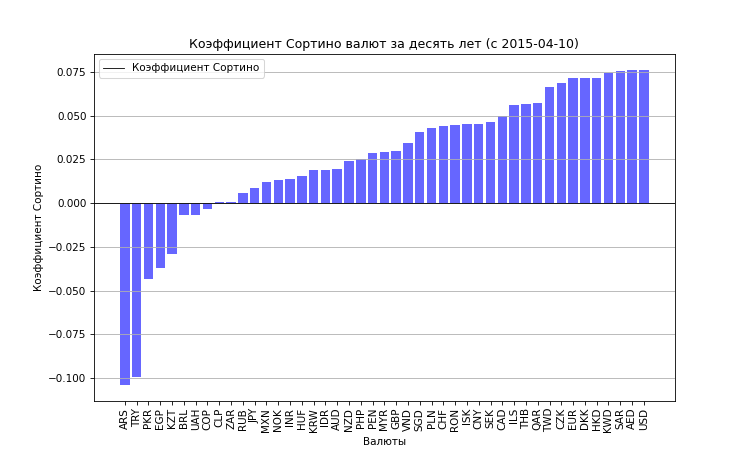 Коэффициент Сортино валют за десять лет (с 2015-04-10)
Коэффициент Сортино
Коэффициент Сортино
0.075
0.050
0.025
0.000
−0.025
−0.050
−0.075
−0.100
ARS TRY PKR EGP KZT BRL UAH COP CLP ZAR RUB JPY MXN NOK INR HUF KRW IDR AUD NZD PHP PEN MYR GBP VND SGD PLN CHF RON ISK CNY SEK CAD ILS THB QAR TWD CZK EUR DKK HKD KWD SAR AED USD
Валюты